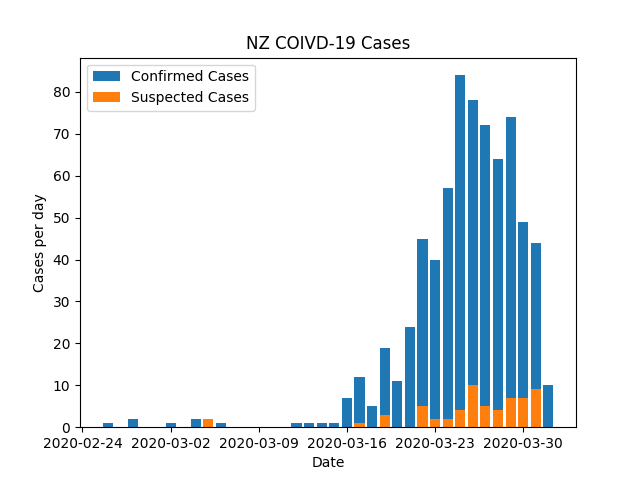 NZ COIVD-19 Cases
Confirmed Cases
Suspected Cases
Cases per day
80
70
60
50
40
30
20
10
0
2020-02-24 2020-03-02 2020-03-09 2020-03-16 2020-03-23 2020-03-30
Date